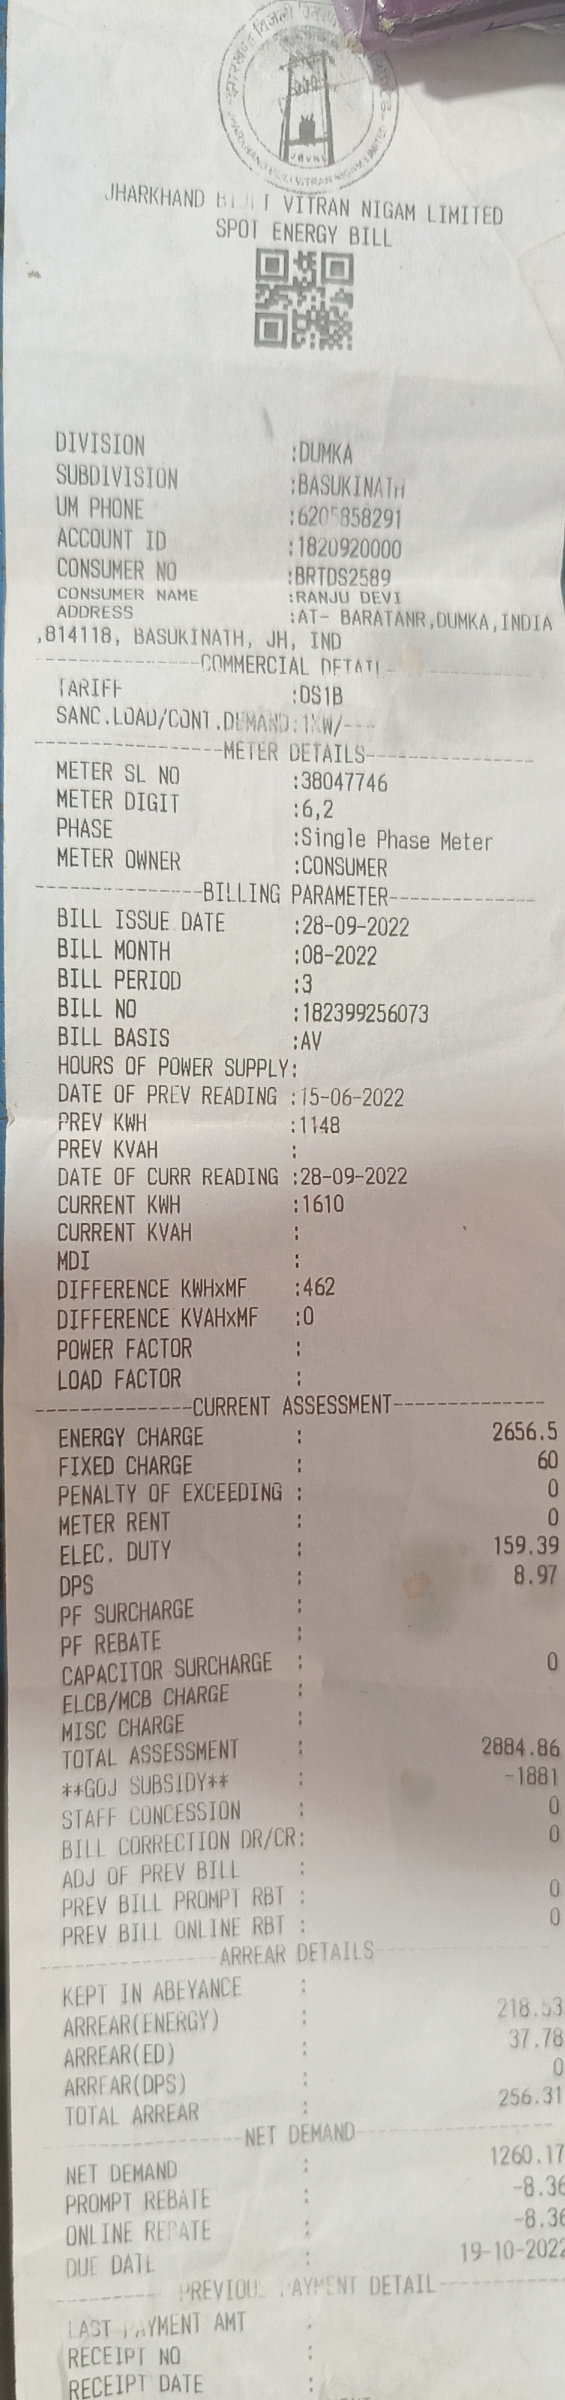 JHARKHAND VITRAN NIGAM LIMITED
SPOT ENERGY BILL
DIVISION :DUMKA
SUBDIVISION :BASUKINATH
UM PHONE :6205858291
ACCOUNT ID :1820920000
CONSUMER NO :BRTDS2589
CONSUMER NAME :RANJU DEVI
ADDRESS :AT- BARATANR,DUMKA,INDIA
,814118, BASUKINATH, JH, IND
--------------COMMERCIAL DETAIL--------------
TARIFF :DS1B
SANC.LOAD/CONT.DEMAND:1KW/---
----------------METER DETAILS----------------
METER SL NO :38047746
METER DIGIT :6,2
PHASE :Single Phase Meter
METER OWNER :CONSUMER
--------------BILLING PARAMETER--------------
BILL ISSUE DATE :28-09-2022
BILL MONTH :08-2022
BILL PERIOD :3
BILL NO :182399256073
BILL BASIS :AV
HOURS OF POWER SUPPLY:
DATE OF PREV READING :15-06-2022
PREV KWH :1148
PREV KVAH :
DATE OF CURR READING :28-09-2022
CURRENT KWH :1610
CURRENT KVAH :
MDI :
DIFFERENCE KWHxMF :462
DIFFERENCE KVAHxMF :0
POWER FACTOR :
LOAD FACTOR :
-------------CURRENT ASSESSMENT-------------
ENERGY CHARGE : 2656.5
FIXED CHARGE : 60
PENALTY OF EXCEEDING : 0
METER RENT : 0
ELEC. DUTY : 159.39
DPS : 8.97
PF SURCHARGE :
PF REBATE :
CAPACITOR SURCHARGE : 0
ELCB/MCB CHARGE :
MISC CHARGE :
TOTAL ASSESSMENT : 2884.86
**GOJ SUBSIDY** : -1881
STAFF CONCESSION : 0
BILL CORRECTION DR/CR: 0
ADJ OF PREV BILL :
PREV BILL PROMPT RBT : 0
PREV BILL ONLINE RBT : 0
---------------ARREAR DETAILS---------------
KEPT IN ABEYANCE :
ARREAR(ENERGY) : 218.53
ARREAR(ED) : 37.78
ARREAR(DPS) : 0
TOTAL ARREAR : 256.31
-----------------NET DEMAND-----------------
NET DEMAND : 1260.17
PROMPT REBATE : -8.36
ONLINE REBATE : -8.36
DUE DATE : 19-10-2022
----------PREVIOUS PAYMENT DETAIL----------
LAST PAYMENT AMT :
RECEIPT NO :
RECEIPT DATE :